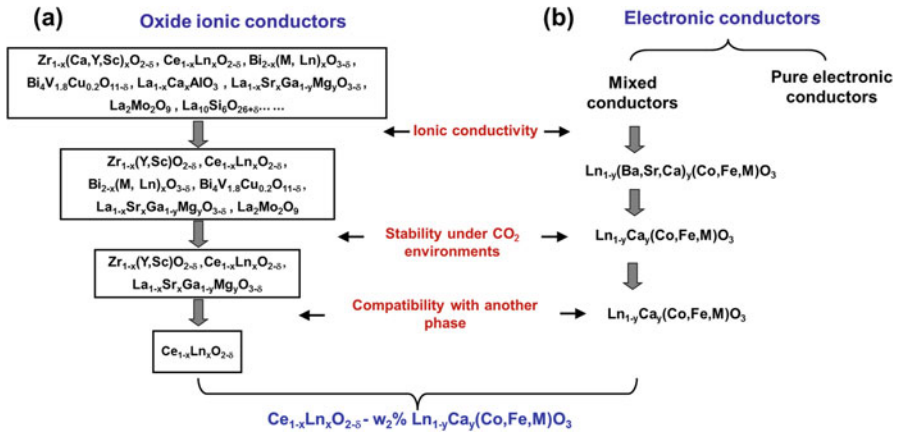 (a) Oxide ionic conductors
Zr1-x(Ca,Y,Sc)xO2-δ, Ce1-xLnxO2-δ, Bi2-x(M, Ln)xO3-δ,
Bi4V1.8Cu0.2O11-δ, La1-xCaxAlO3 , La1-xSrxGa1-yMgyO3-δ,
La2Mo2O9 , La10Si6O26+δ……
Zr1-x(Y,Sc)O2-δ, Ce1-xLnxO2-δ,
Bi2-x(M, Ln)xO3-δ, Bi4V1.8Cu0.2O11-δ,
La1-xSrxGa1-yMgyO3-δ , La2Mo2O9
Zr1-x(Y,Sc)O2-δ, Ce1-xLnxO2-δ,
La1-xSrxGa1-yMgyO3-δ
Ce1-xLnxO2-δ
Ionic conductivity
Stability under CO2
environments
Compatibility with another
phase
(b) Electronic conductors
Mixed
conductors
Pure electronic
conductors
Ln1-y(Ba,Sr,Ca)y(Co,Fe,M)O3
Ln1-yCay(Co,Fe,M)O3
Ln1-yCay(Co,Fe,M)O3
Ce1-xLnxO2-δ- w2% Ln1-yCay(Co,Fe,M)O3